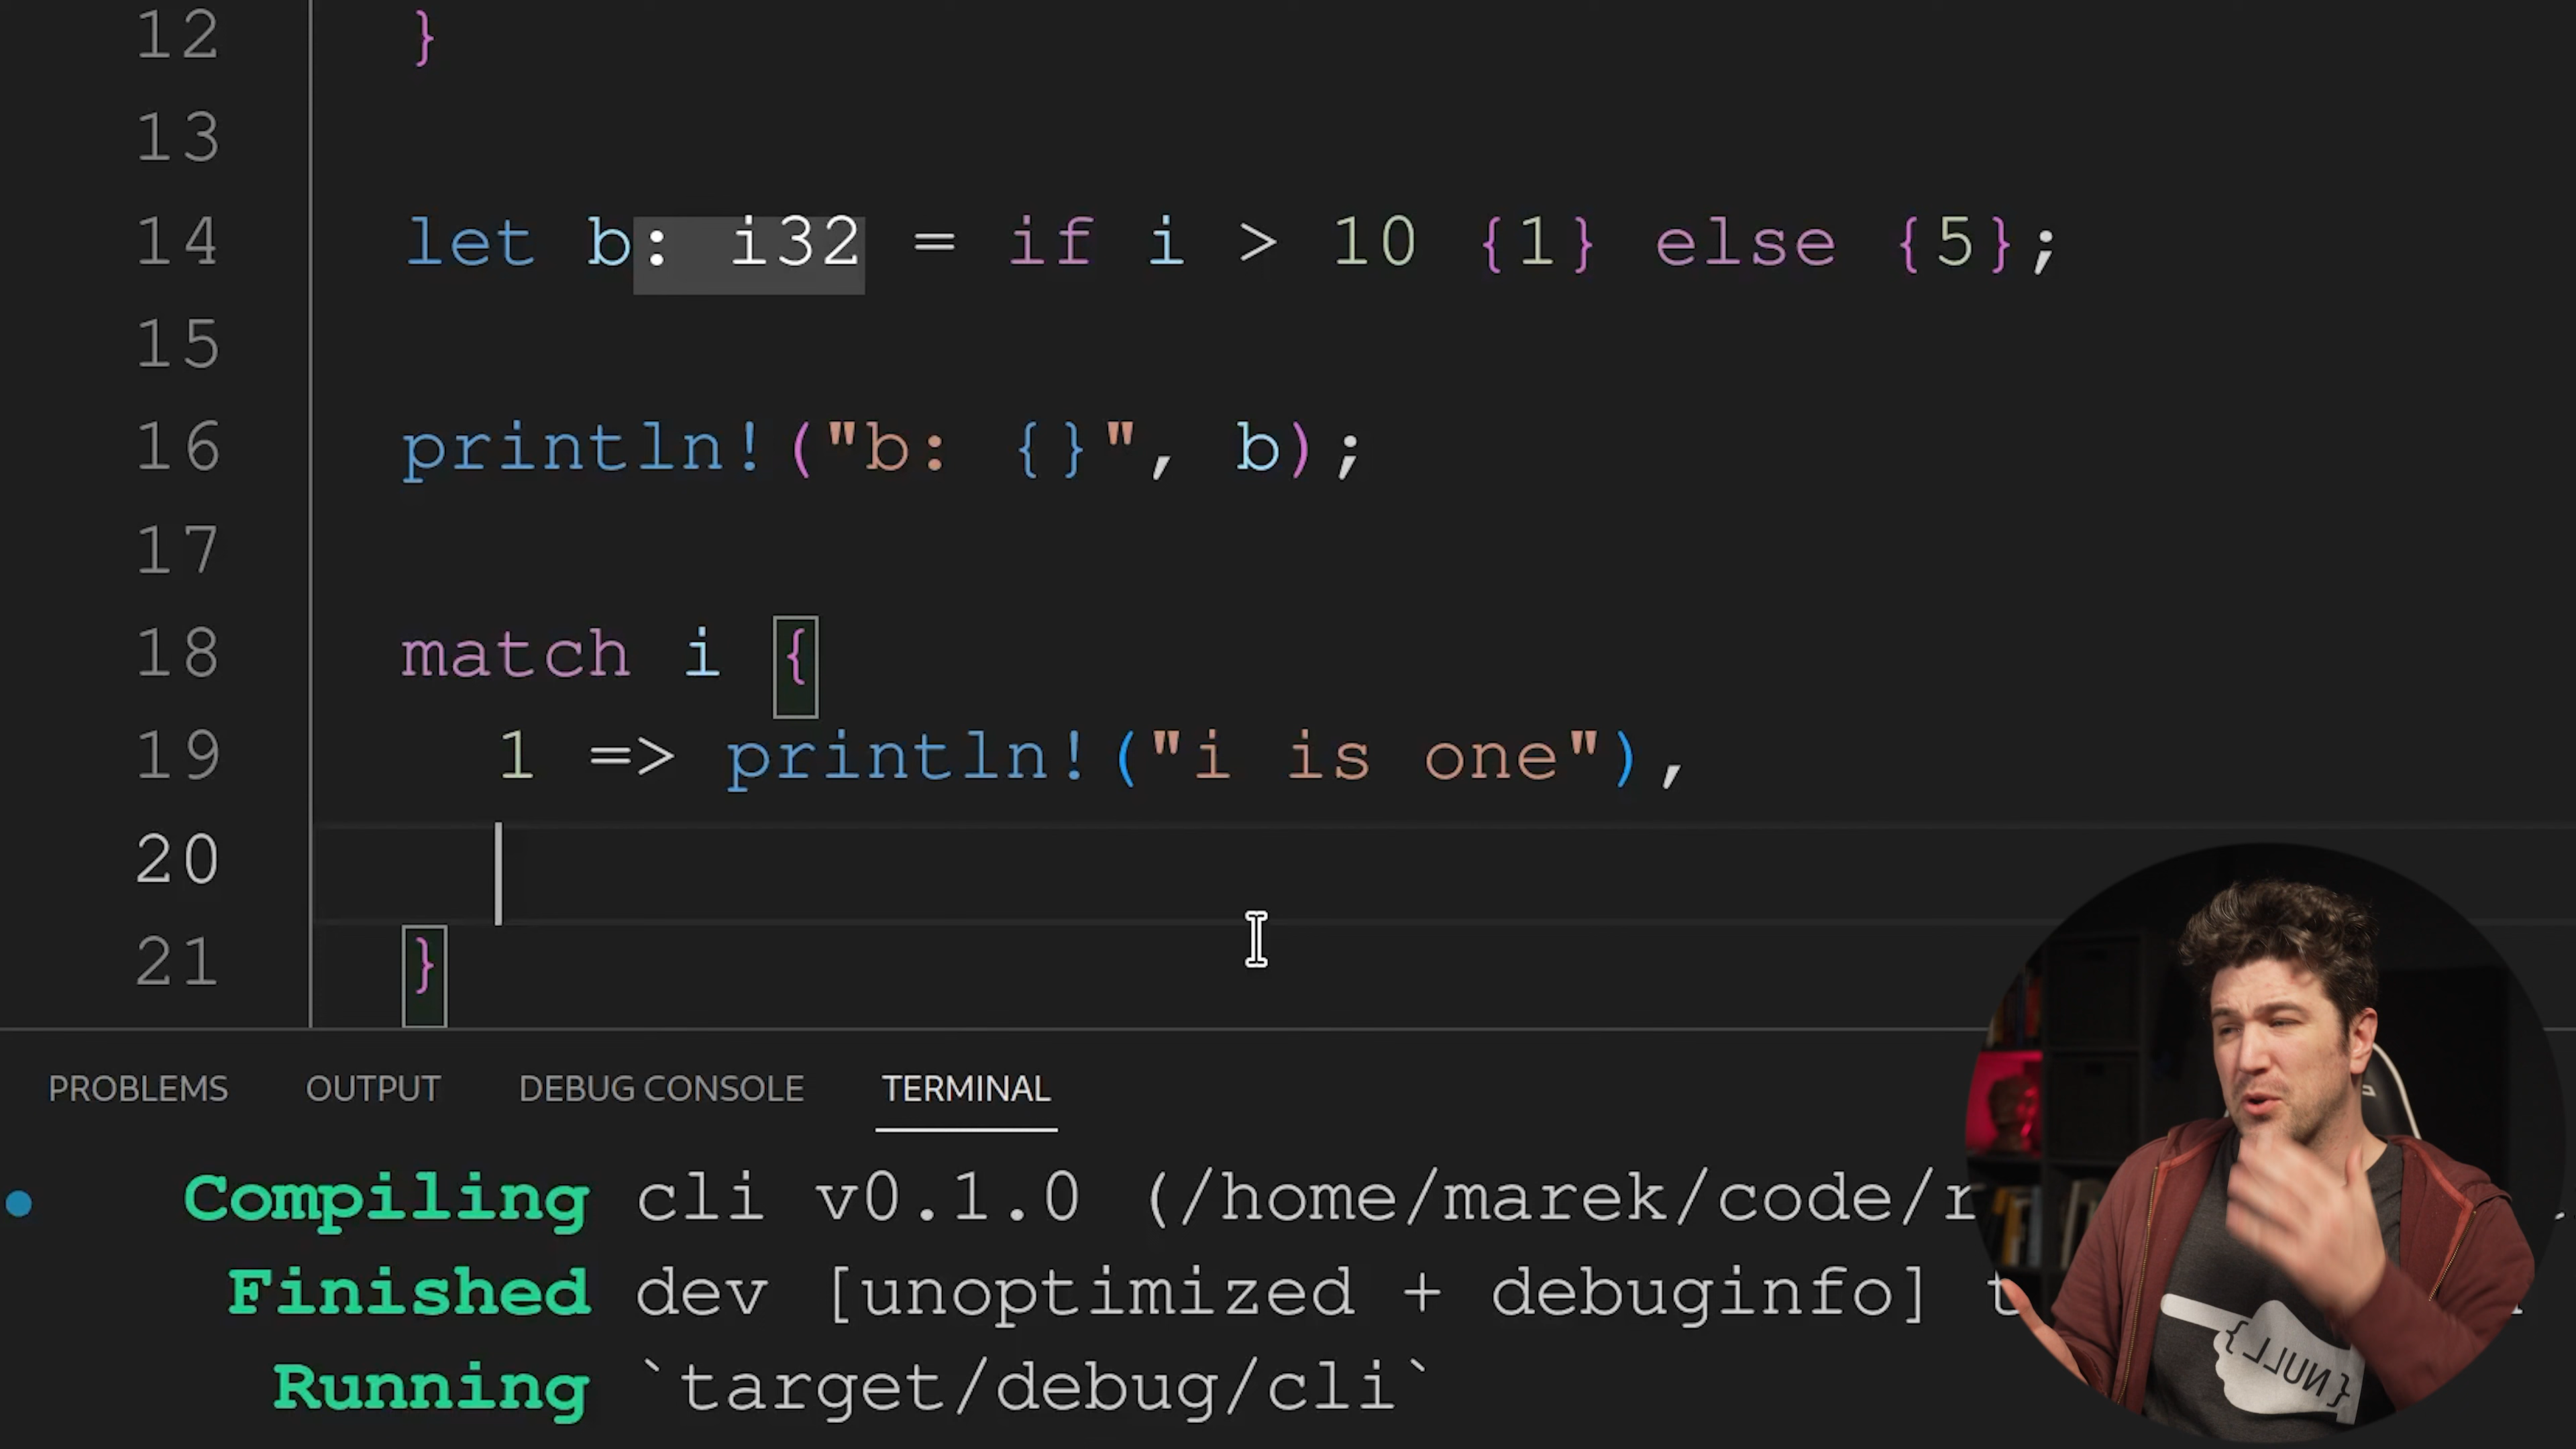 12 }
13
14 let b: i32 = if i > 10 {1} else {5};
15
16 println!("b: {}", b);
17
18 match i {
19 1 => println!("i is one"),
20
21 }
PROBLEMS OUTPUT DEBUG CONSOLE TERMINAL
Compiling cli v0.1.0 (/home/marek/code/r
Finished dev [unoptimized + debuginfo] t
Running `target/debug/cli`
{NULL}